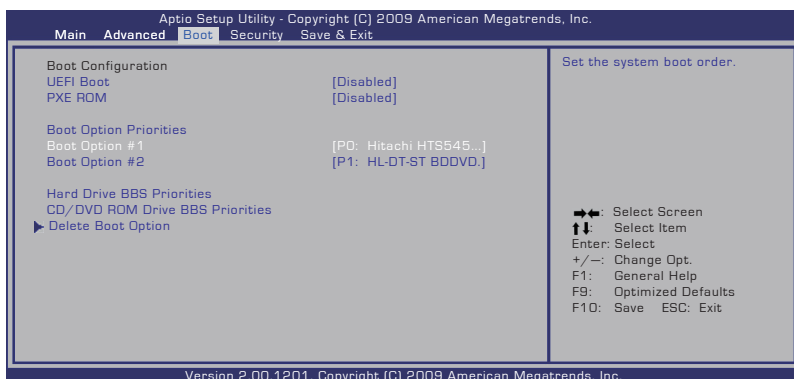 Aptio Setup Utility - Copyright (C) 2009 American Megatrends, Inc.
Main Advanced Boot Security Save & Exit
Boot Configuration
UEFI Boot [Disabled]
PXE ROM [Disabled]
Boot Option Priorities
Boot Option #1 [P0: Hitachi HTS545...]
Boot Option #2 [P1: HL-DT-ST BDDVD.]
Hard Drive BBS Priorities
CD/DVD ROM Drive BBS Priorities
Delete Boot Option
Set the system boot order.
→←: Select Screen
↑↓: Select Item
Enter: Select
+/—: Change Opt.
F1: General Help
F9: Optimized Defaults
F10: Save ESC: Exit
Version 2.00.1201. Copyright (C) 2009 American Megatrends, Inc.